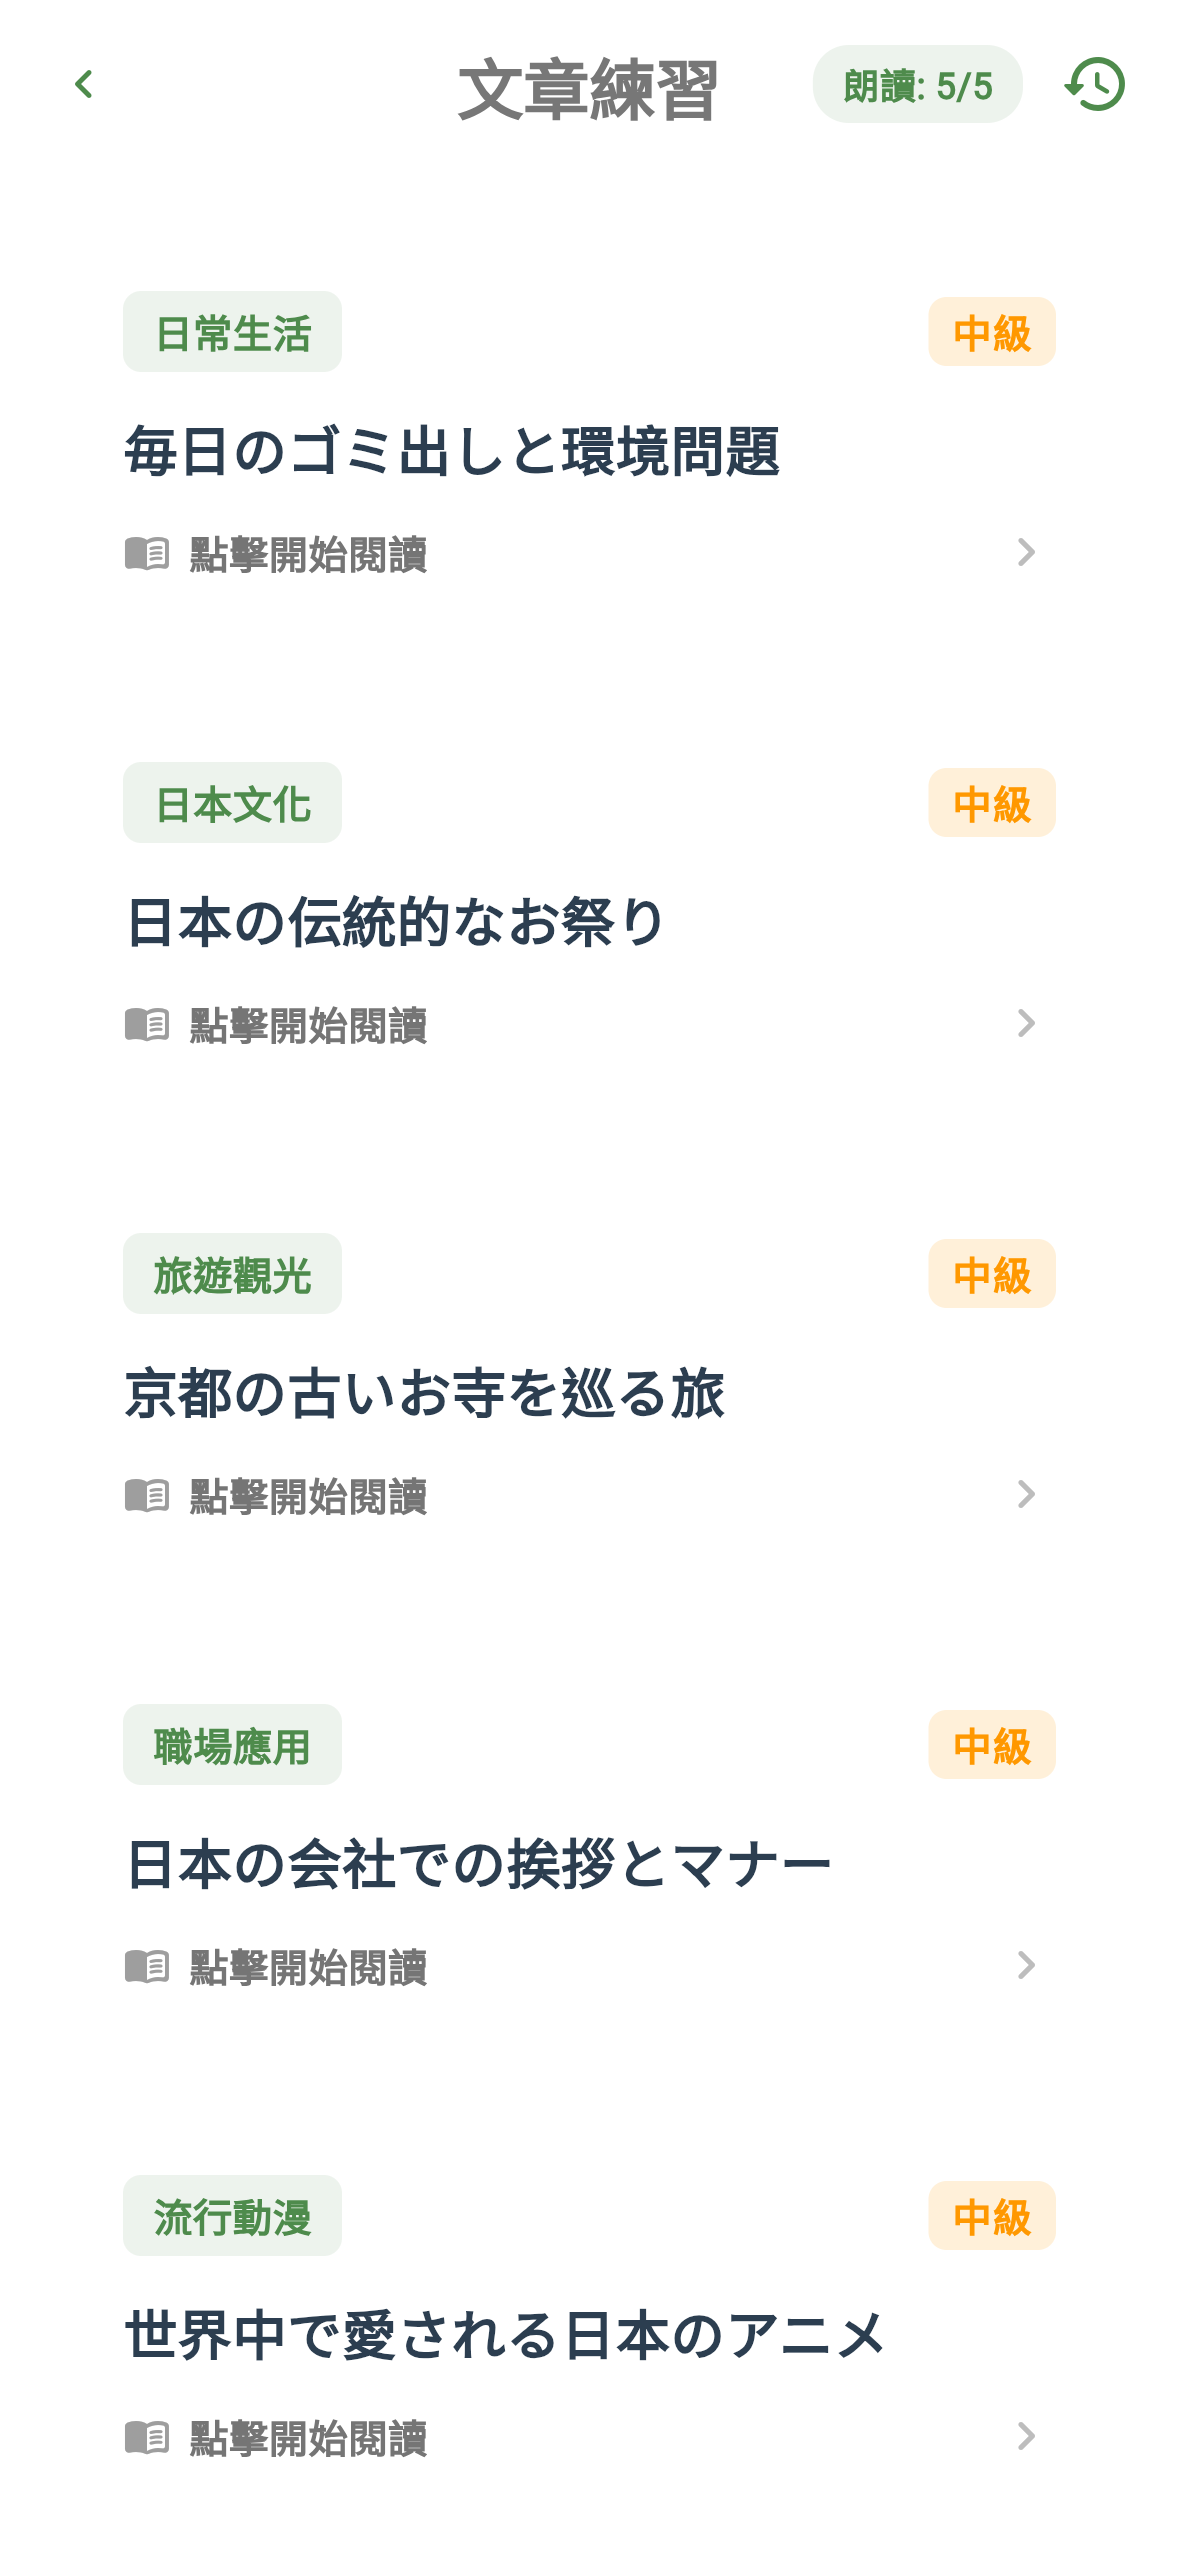 文章練習
朗讀: 5/5
日常生活
中級
毎日のゴミ出しと環境問題
點擊開始閱讀
日本文化
中級
日本の伝統的なお祭り
點擊開始閱讀
旅遊觀光
中級
京都の古いお寺を巡る旅
點擊開始閱讀
職場應用
中級
日本の会社での挨拶とマナー
點擊開始閱讀
流行動漫
中級
世界中で愛される日本のアニメ
點擊開始閱讀